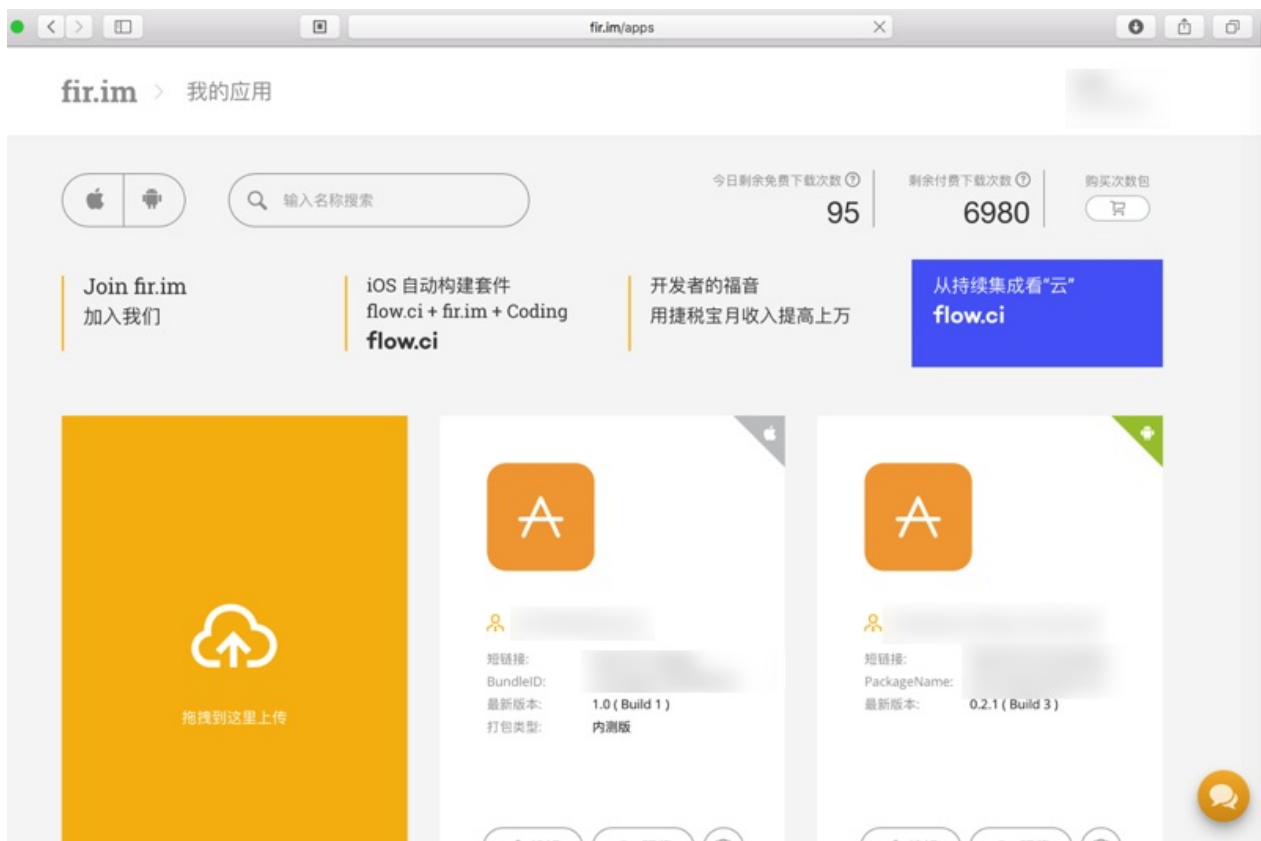 fir.im/apps
fir.im
我的应用
输入名称搜索
今日剩余免费下载次数
95
剩余付费下载次数
6980
购买次数包
Join fir.im
加入我们
iOS 自动构建套件
flow.ci + fir.im + Coding
flow.ci
开发者的福音
用捷税宝月收入提高上万
从持续集成看“云”
flow.ci
拖拽到这里上传
短链接:
BundleID:
最新版本: 1.0 ( Build 1 )
打包类型: 内测版
短链接:
PackageName:
最新版本: 0.2.1 ( Build 3 )